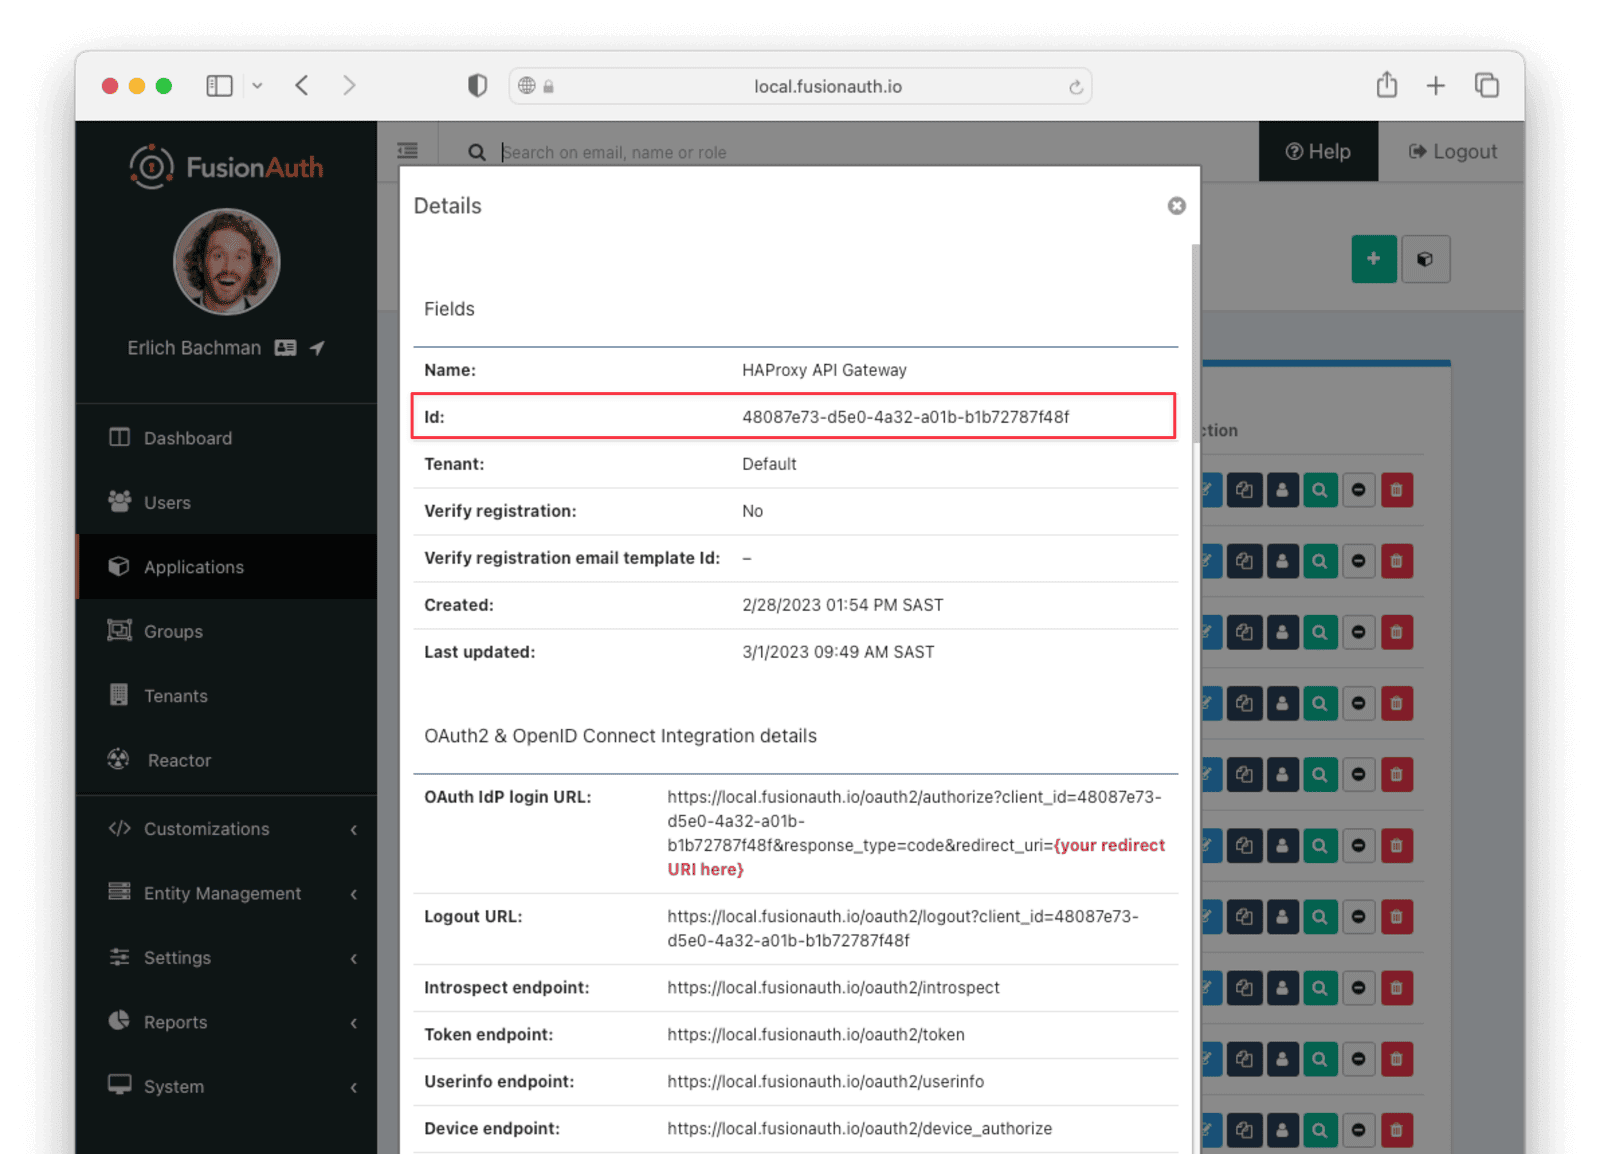 local.fusionauth.io
FusionAuth
Search on email, name or role
Help
Logout
Erlich Bachman
Dashboard
Users
Applications
Groups
Tenants
Reactor
Customizations
Entity Management
Settings
Reports
System
Details
Fields
Name: HAProxy API Gateway
Id: 48087e73-d5e0-4a32-a01b-b1b72787f48f
Tenant: Default
Verify registration: No
Verify registration email template Id: –
Created: 2/28/2023 01:54 PM SAST
Last updated: 3/1/2023 09:49 AM SAST
OAuth2 & OpenID Connect Integration details
OAuth IdP login URL: https://local.fusionauth.io/oauth2/authorize?client_id=48087e73-
d5e0-4a32-a01b-
b1b72787f48f&response_type=code&redirect_uri={your redirect
URI here}
Logout URL: https://local.fusionauth.io/oauth2/logout?client_id=48087e73-
d5e0-4a32-a01b-b1b72787f48f
Introspect endpoint: https://local.fusionauth.io/oauth2/introspect
Token endpoint: https://local.fusionauth.io/oauth2/token
Userinfo endpoint: https://local.fusionauth.io/oauth2/userinfo
Device endpoint: https://local.fusionauth.io/oauth2/device_authorize